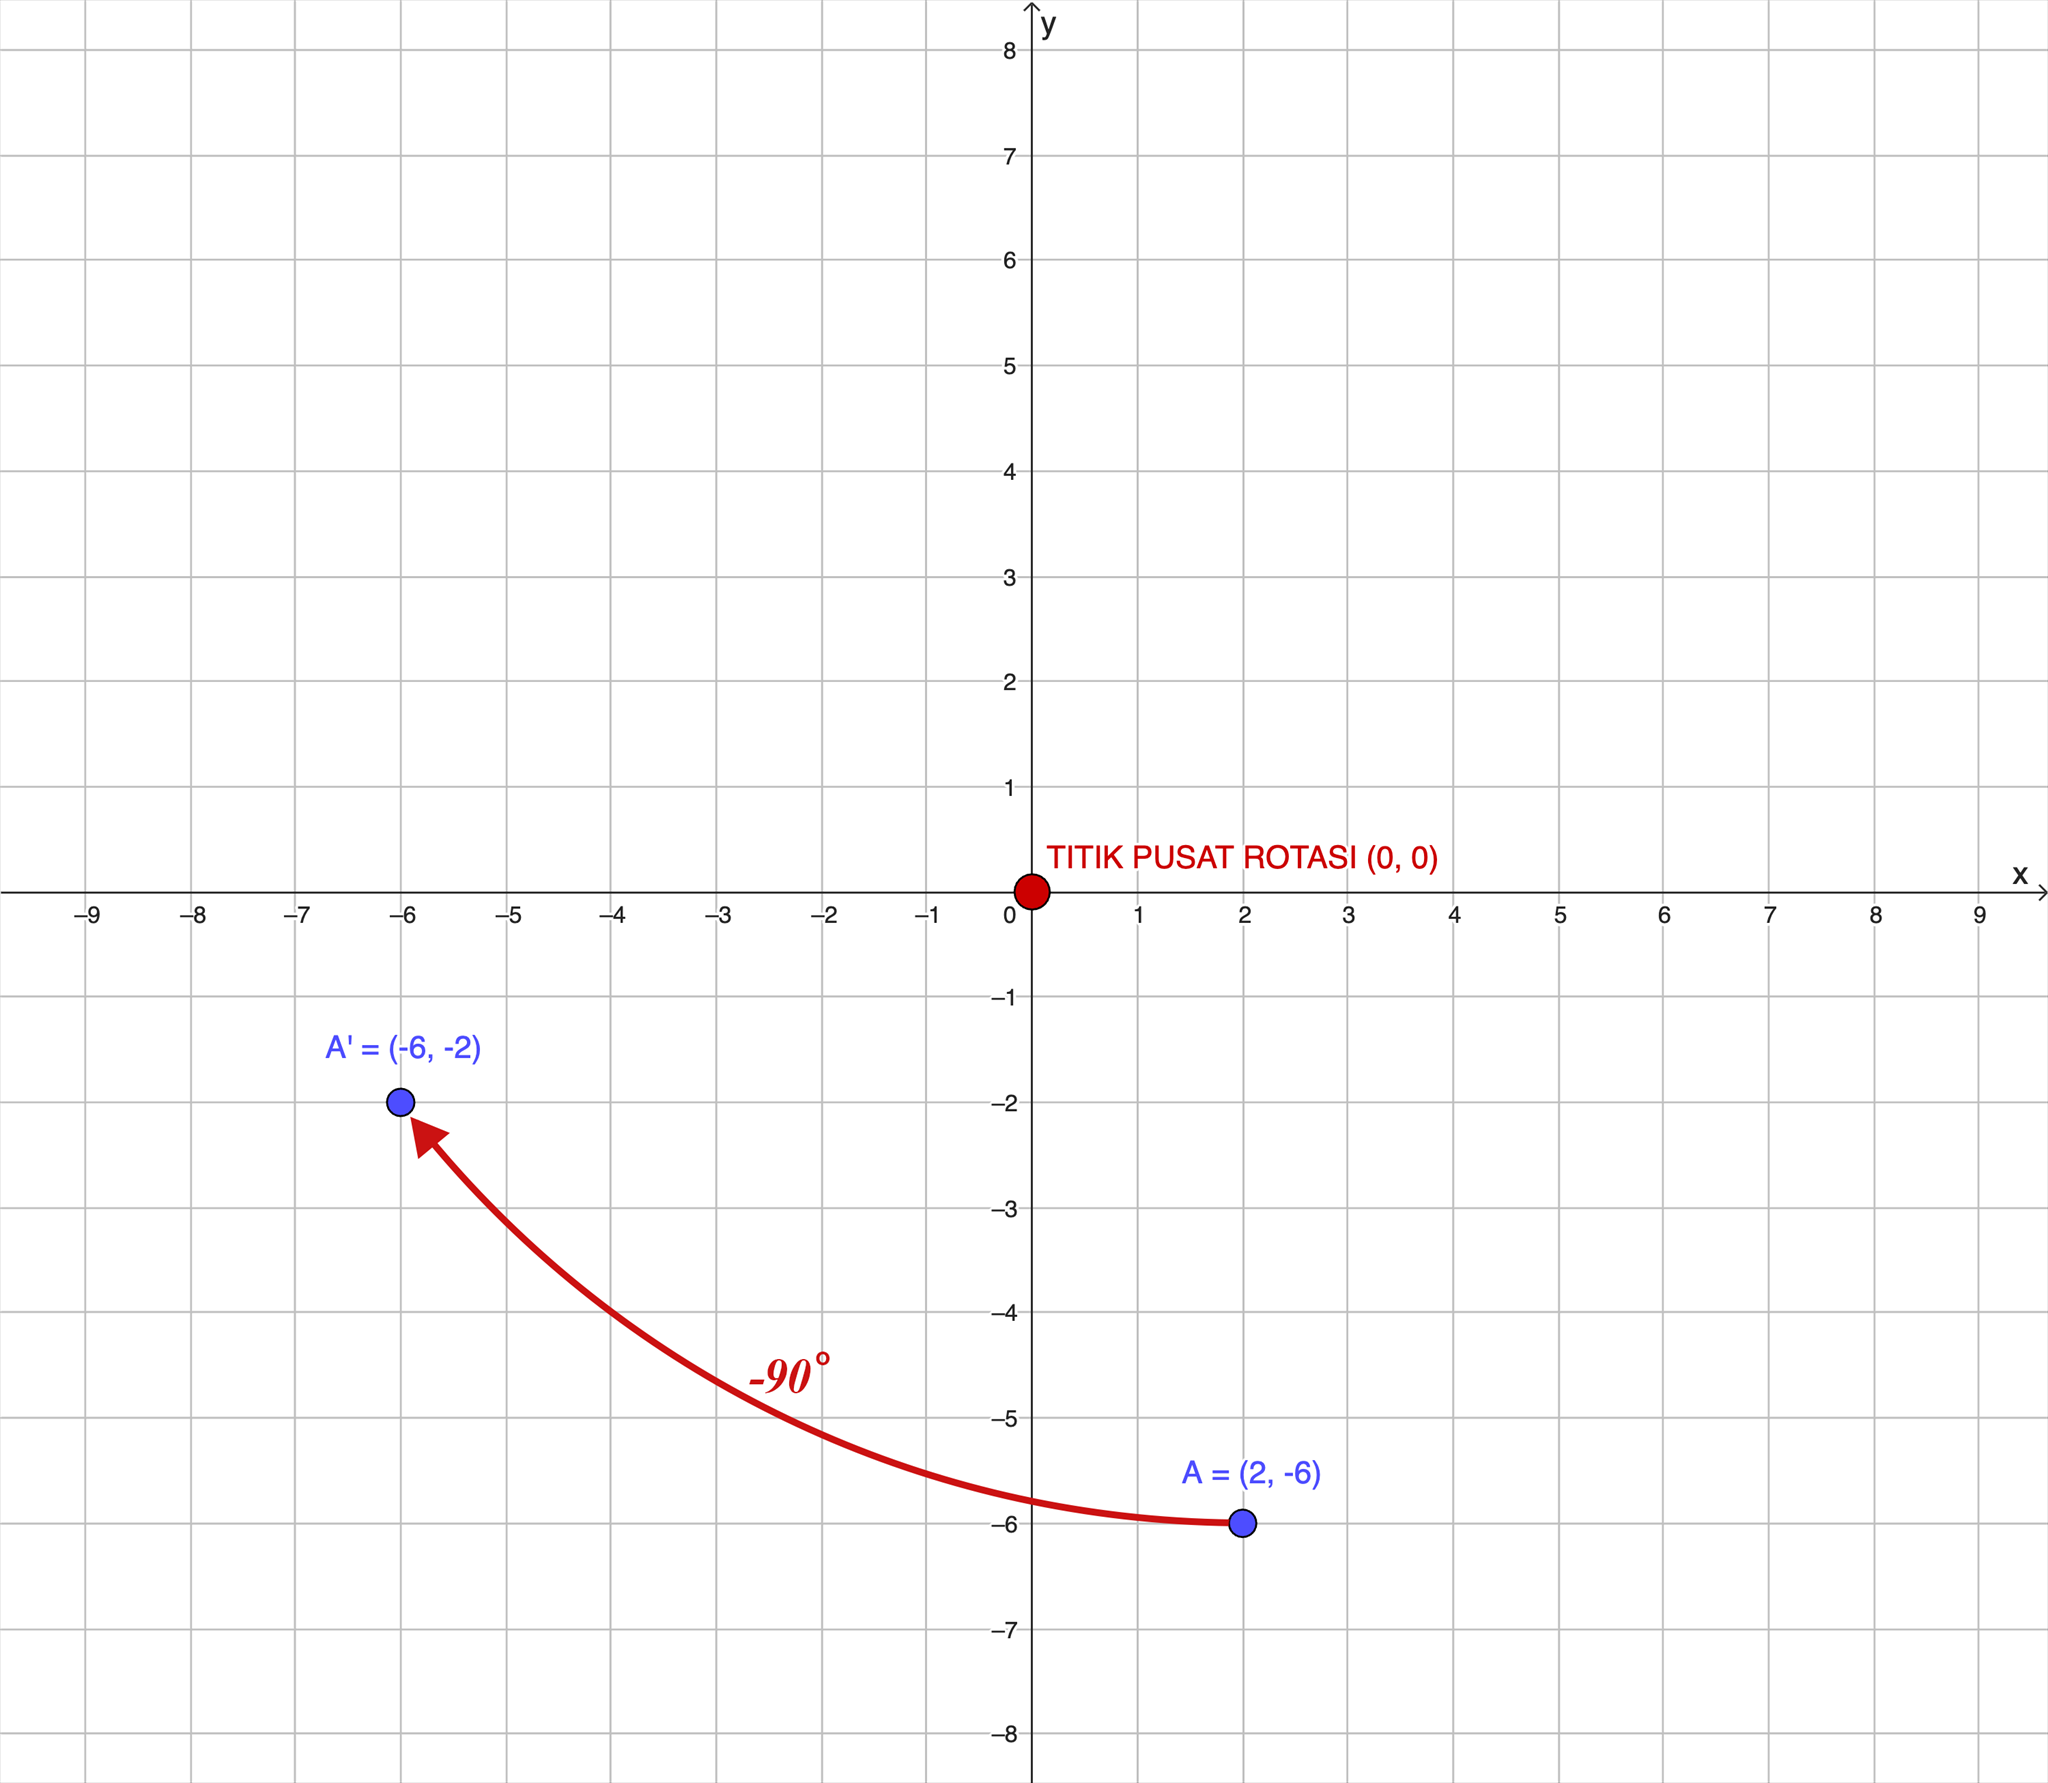 y
8
7
6
5
4
3
2
1
TITIK PUSAT ROTASI (0, 0)
x
–9 –8 –7 –6 –5 –4 –3 –2 –1 0 1 2 3 4 5 6 7 8 9
–1
A' = (-6, -2)
–2
–3
–4
-90°
–5
A = (2, -6)
–6
–7
–8